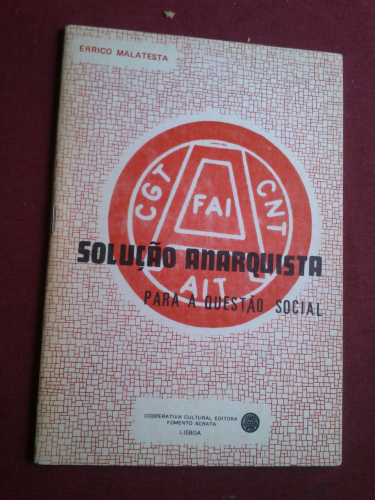 ERRICO MALATESTA
CGT
FAI
CNT
SOLUÇÃO ANARQUISTA
AIT
PARA A QUESTÃO SOCIAL
COOPERATIVA CULTURAL EDITORA
FOMENTO ACRATA
LISBOA